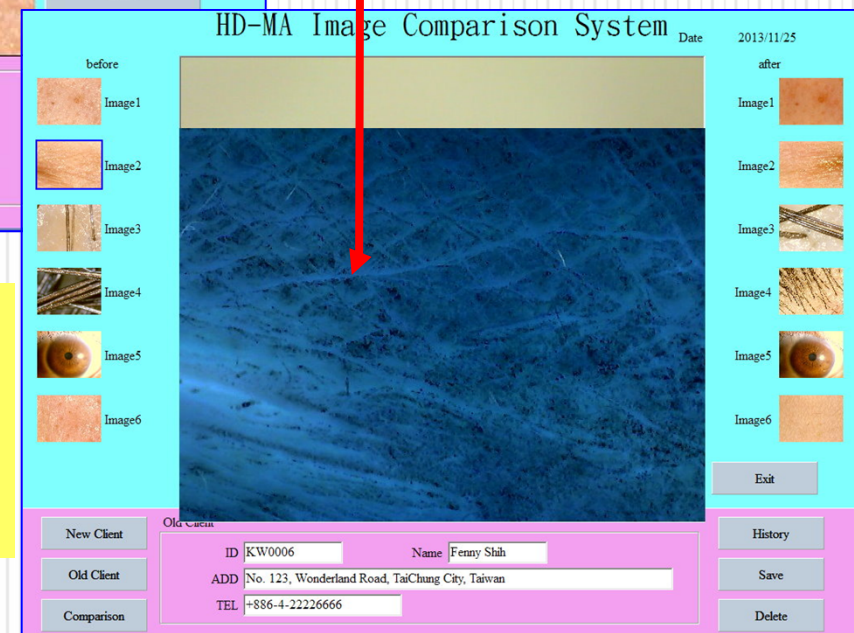 HD-MA Image Comparison System
Date 2013/11/25
before
after
Image1
Image1
Image2
Image2
Image3
Image3
Image4
Image4
Image5
Image5
Image6
Image6
Exit
New Client
Old Client
History
ID KW0006 Name Fenny Shih
Old Client
ADD No. 123, Wonderland Road, TaiChung City, Taiwan
Save
TEL +886-4-22226666
Comparison
Delete